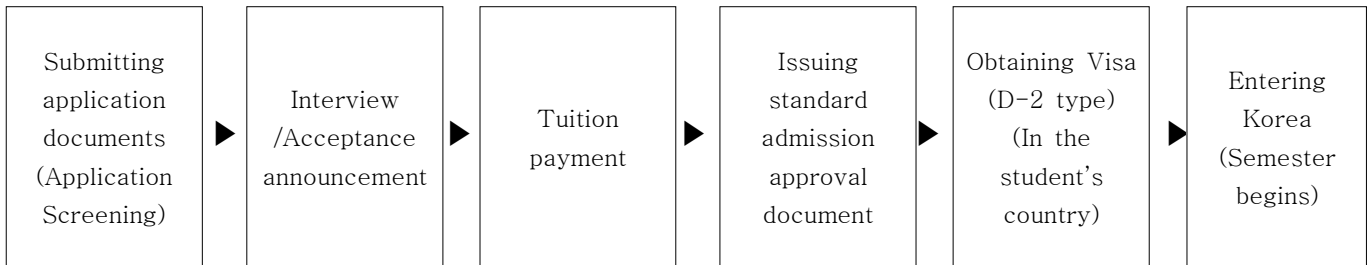 Submitting
application
documents
(Application
Screening)
▶
Interview
/Acceptance
announcement
▶
Tuition
payment
▶
Issuing
standard
admission
approval
document
▶
Obtaining Visa
(D-2 type)
(In the
student's
country)
▶
Entering
Korea
(Semester
begins)